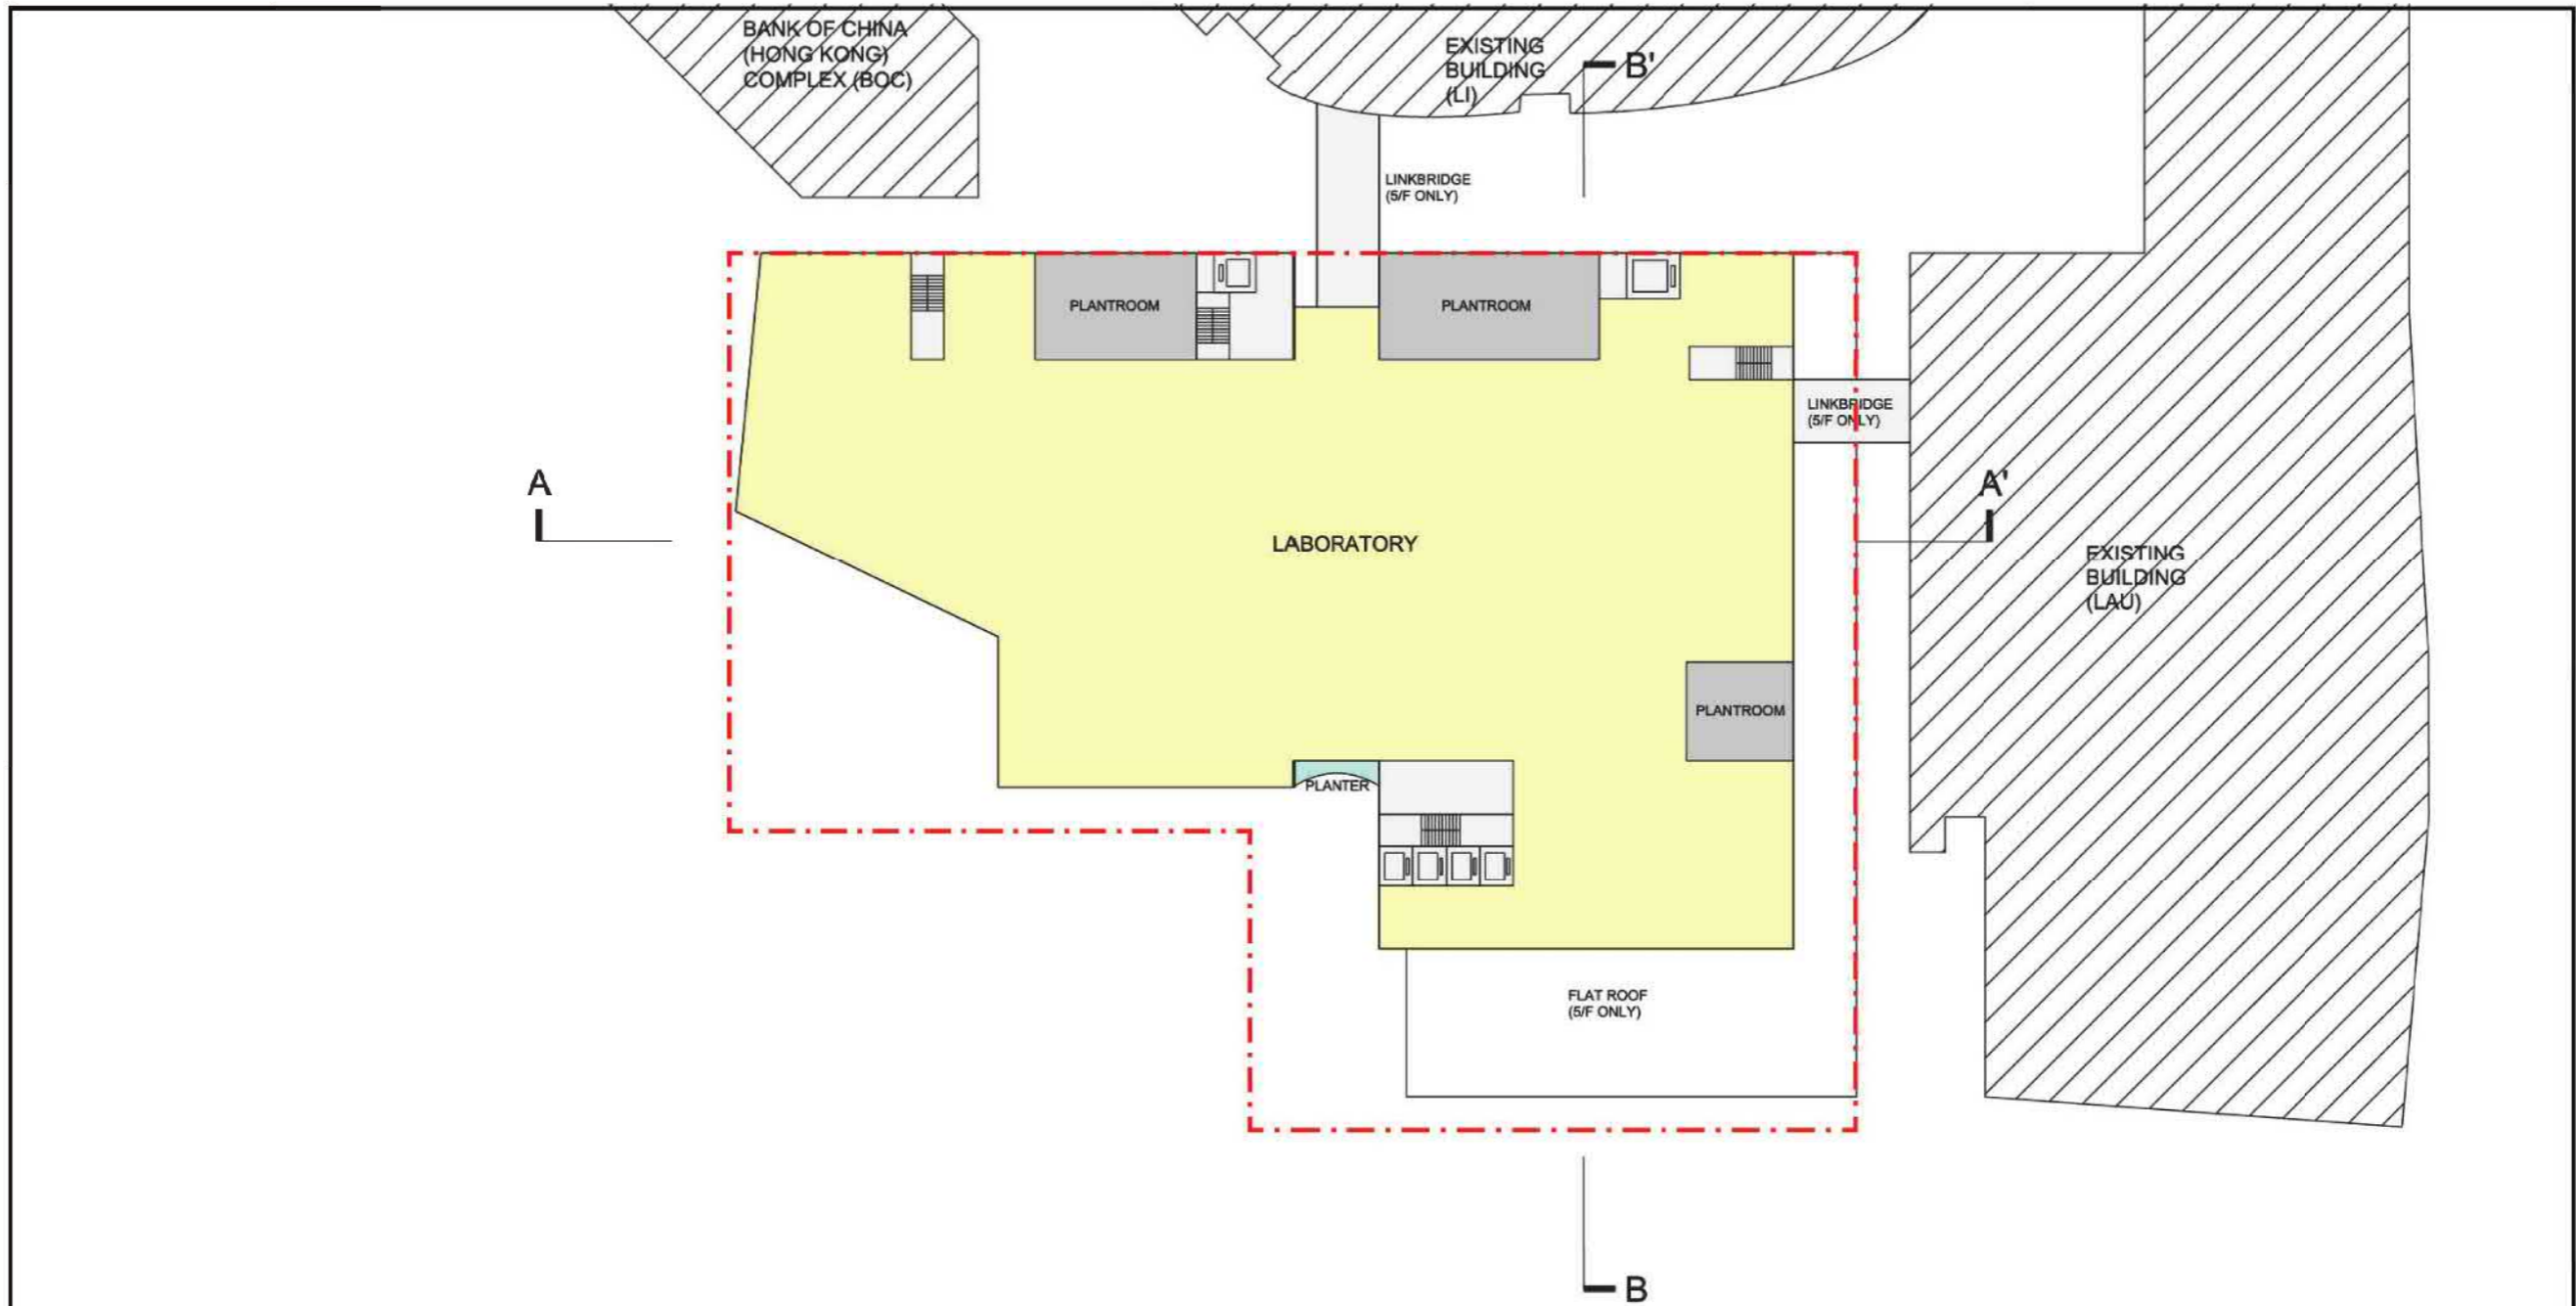 BANK OF CHINA
(HONG KONG)
COMPLEX (BOC)
EXISTING
BUILDING
(LI)
B'
LINKBRIDGE
(5/F ONLY)
PLANTROOM
PLANTROOM
LINKBRIDGE
(5/F ONLY)
A
A'
LABORATORY
EXISTING
BUILDING
(LAU)
PLANTROOM
PLANTER
FLAT ROOF
(5/F ONLY)
B